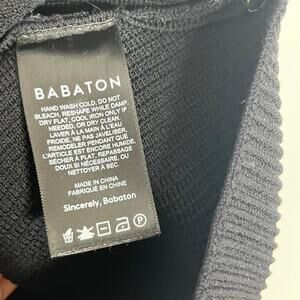 BABATON
HAND WASH COLD, DO NOT
BLEACH, RESHAPE WHILE DAMP,
DRY FLAT, COOL IRON ONLY IF
NEEDED, OR DRY CLEAN.
LAVER À LA MAIN À L'EAU
FROIDE, NE PAS JAVELISER,
REMODELER PENDANT QUE
L'ARTICLE EST ENCORE HUMIDE,
SÉCHER À PLAT, REPASSAGE
DOUX SI NÉCESSAIRE OU
NETTOYER À SEC.
MADE IN CHINA
FABRIQUÉ EN CHINE
Sincerely, Babaton
P